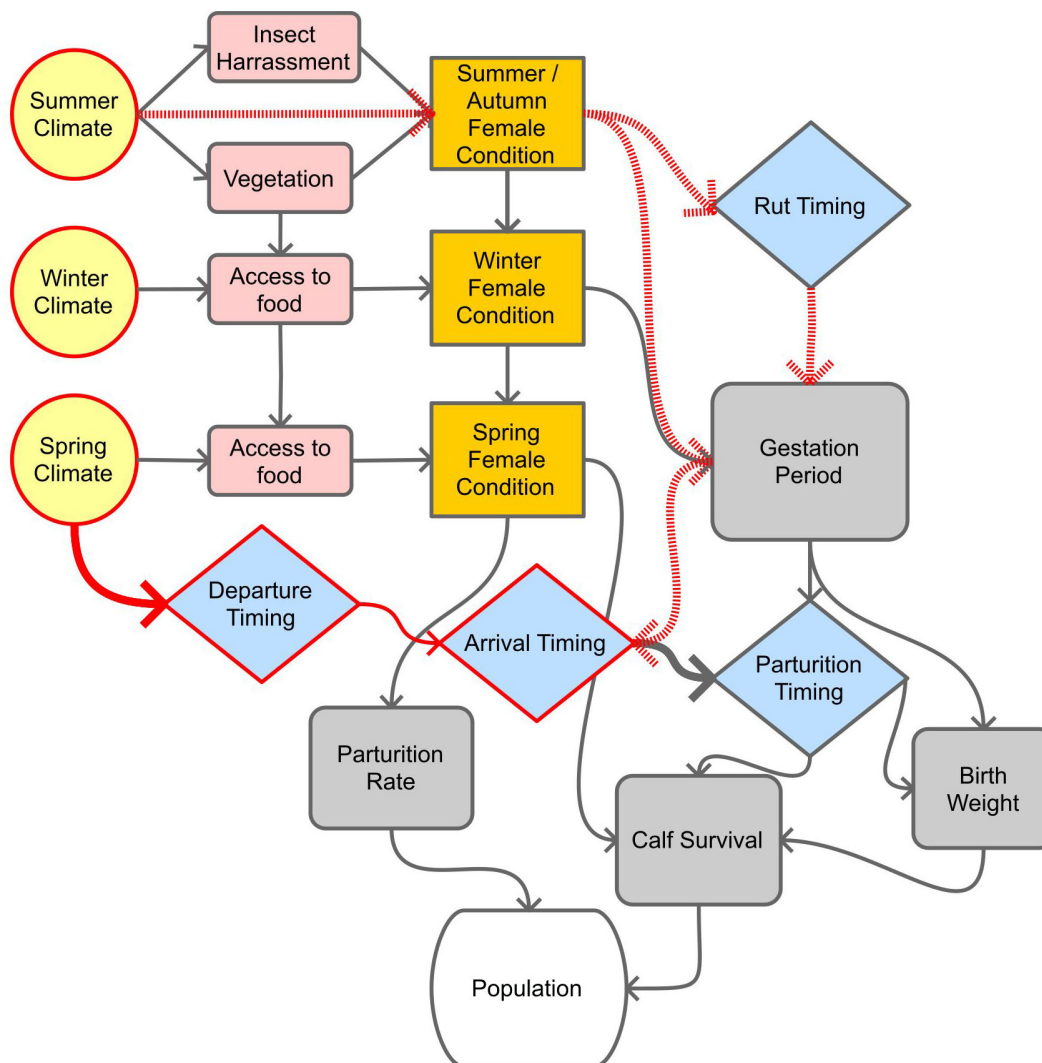 Insect
Harrassment
Summer
Climate
Summer /
Autumn
Female
Condition
Vegetation
Rut Timing
Winter
Climate
Access to
food
Winter
Female
Condition
Spring
Climate
Access to
food
Spring
Female
Condition
Gestation
Period
Departure
Timing
Arrival Timing
Parturition
Timing
Parturition
Rate
Birth
Weight
Calf Survival
Population